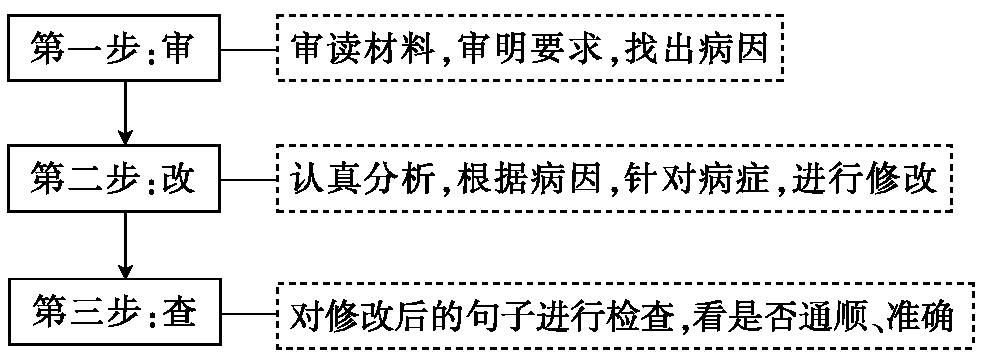 第一步:审
审读材料,审明要求,找出病因
第二步:改
认真分析,根据病因,针对病症,进行修改
第三步:查
对修改后的句子进行检查,看是否通顺、准确